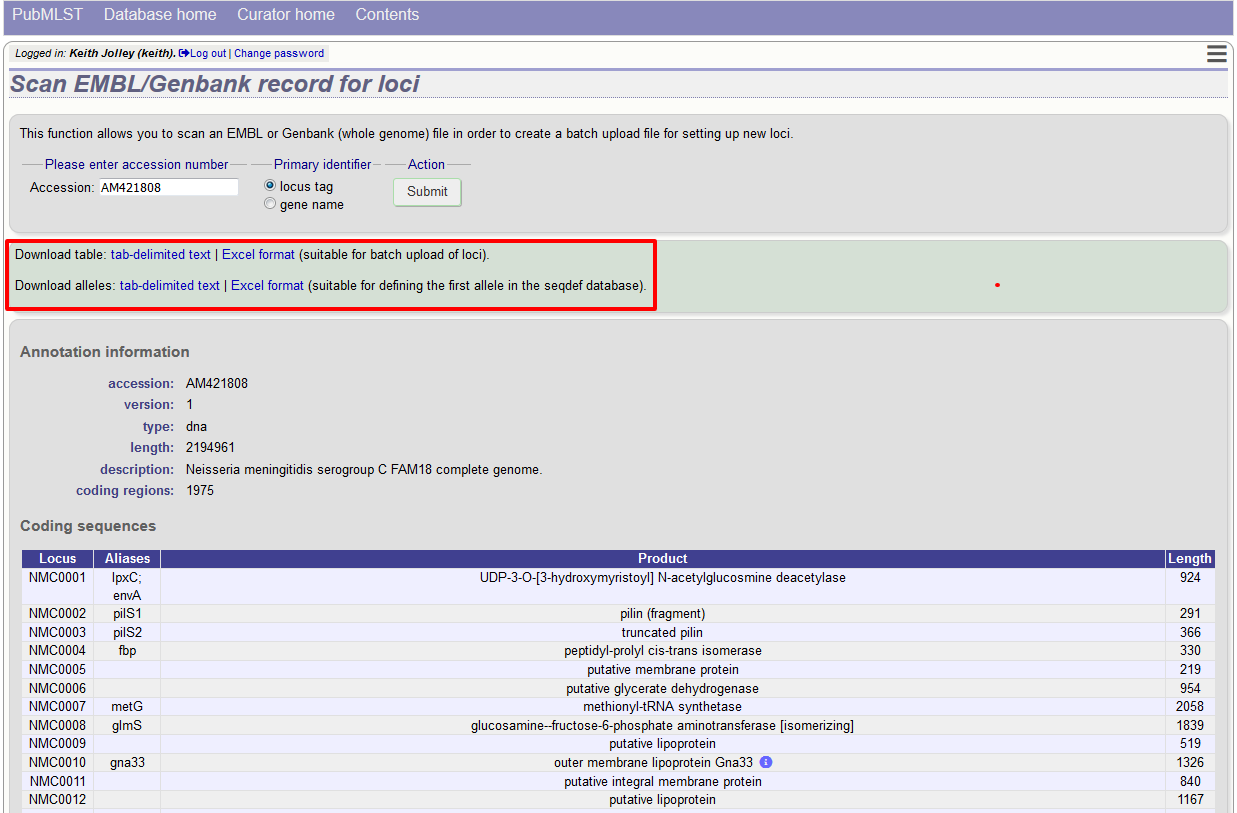 PubMLST Database home Curator home Contents
Logged in: Keith Jolley (keith). Log out | Change password
Scan EMBL/Genbank record for loci
This function allows you to scan an EMBL or Genbank (whole genome) file in order to create a batch upload file for setting up new loci.
Please enter accession number Primary identifier Action
Accession: AM421808 locus tag Submit
gene name
Download table: tab-delimited text | Excel format (suitable for batch upload of loci).
Download alleles: tab-delimited text | Excel format (suitable for defining the first allele in the seqdef database).
Annotation information
accession: AM421808
version: 1
type: dna
length: 2194961
description: Neisseria meningitidis serogroup C FAM18 complete genome.
coding regions: 1975
Coding sequences
Locus Aliases Product Length
NMC0001 lpxC; UDP-3-O-[3-hydroxymyristoyl] N-acetylglucosmine deacetylase 924
envA
NMC0002 pilS1 pilin (fragment) 291
NMC0003 pilS2 truncated pilin 366
NMC0004 fbp peptidyl-prolyl cis-trans isomerase 330
NMC0005 putative membrane protein 219
NMC0006 putative glycerate dehydrogenase 954
NMC0007 metG methionyl-tRNA synthetase 2058
NMC0008 glmS glucosamine--fructose-6-phosphate aminotransferase [isomerizing] 1839
NMC0009 putative lipoprotein 519
NMC0010 gna33 outer membrane lipoprotein Gna33 i 1326
NMC0011 putative integral membrane protein 840
NMC0012 putative lipoprotein 1167